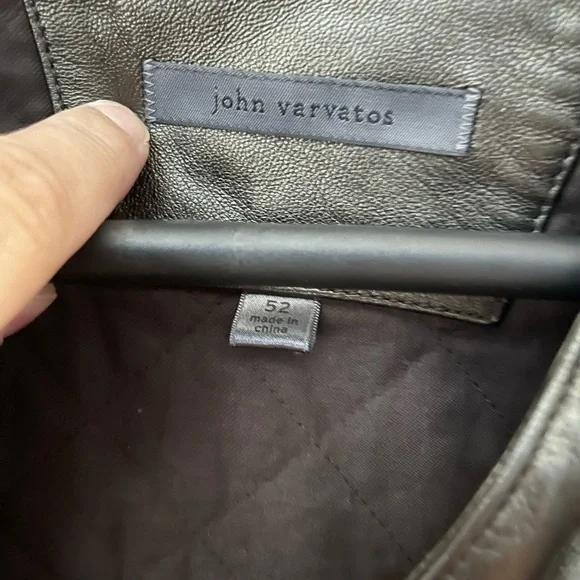 john varvatos
52
made in
china